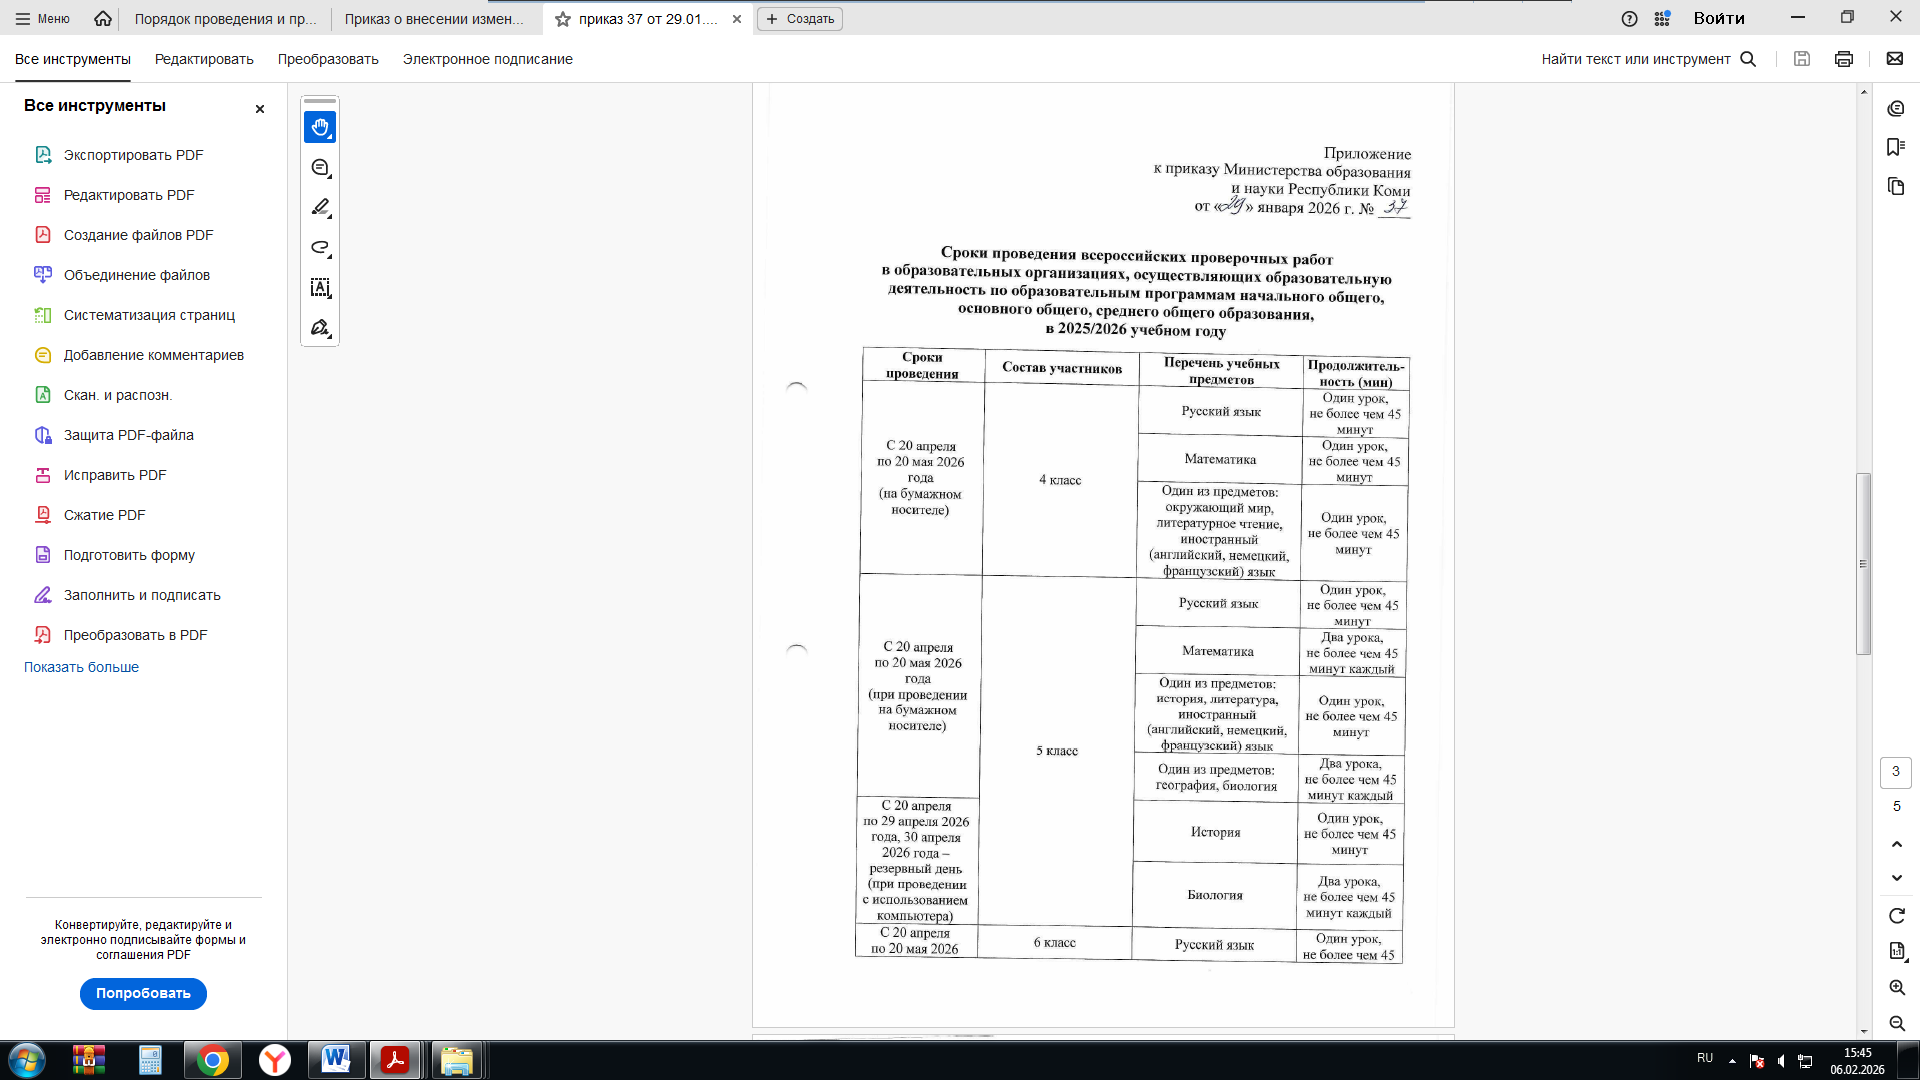 Меню
Порядок проведения и пр...
Приказ о внесении измен...
приказ 37 от 29.01....
Создать
Войти
Все инструменты
Редактировать
Преобразовать
Электронное подписание
Найти текст или инструмент
Все инструменты
Экспортировать PDF
Редактировать PDF
Создание файлов PDF
Объединение файлов
Систематизация страниц
Добавление комментариев
Скан. и распозн.
Защита PDF-файла
Исправить PDF
Сжатие PDF
Подготовить форму
Заполнить и подписать
Преобразовать в PDF
Показать больше
Конвертируйте, редактируйте и
электронно подписывайте формы и
соглашения PDF
Попробовать
Приложение
к приказу Министерства образования
и науки Республики Коми
от «29» января 2026 г. № 37
Сроки проведения всероссийских проверочных работ
в образовательных организациях, осуществляющих образовательную
деятельность по образовательным программам начального общего,
основного общего, среднего общего образования,
в 2025/2026 учебном году
Сроки
проведения
Состав участников
Перечень учебных
предметов
Продолжитель-
ность (мин)
С 20 апреля
по 20 мая 2026
года
(на бумажном
носителе)
4 класс
Русский язык
Один урок,
не более чем 45
минут
Математика
Один урок,
не более чем 45
минут
Один из предметов:
окружающий мир,
литературное чтение,
иностранный
(английский, немецкий,
французский) язык
Один урок,
не более чем 45
минут
С 20 апреля
по 20 мая 2026
года
(при проведении
на бумажном
носителе)
5 класс
Русский язык
Один урок,
не более чем 45
минут
Математика
Два урока,
не более чем 45
минут каждый
Один из предметов:
история, литература,
иностранный
(английский, немецкий,
французский) язык
Один урок,
не более чем 45
минут
Один из предметов:
география, биология
Два урока,
не более чем 45
минут каждый
С 20 апреля
по 29 апреля 2026
года, 30 апреля
2026 года –
резервный день
(при проведении
с использованием
компьютера)
История
Один урок,
не более чем 45
минут
Биология
Два урока,
не более чем 45
минут каждый
С 20 апреля
по 20 мая 2026
6 класс
Русский язык
Один урок,
не более чем 45
3
5
RU
15:45
06.02.2026